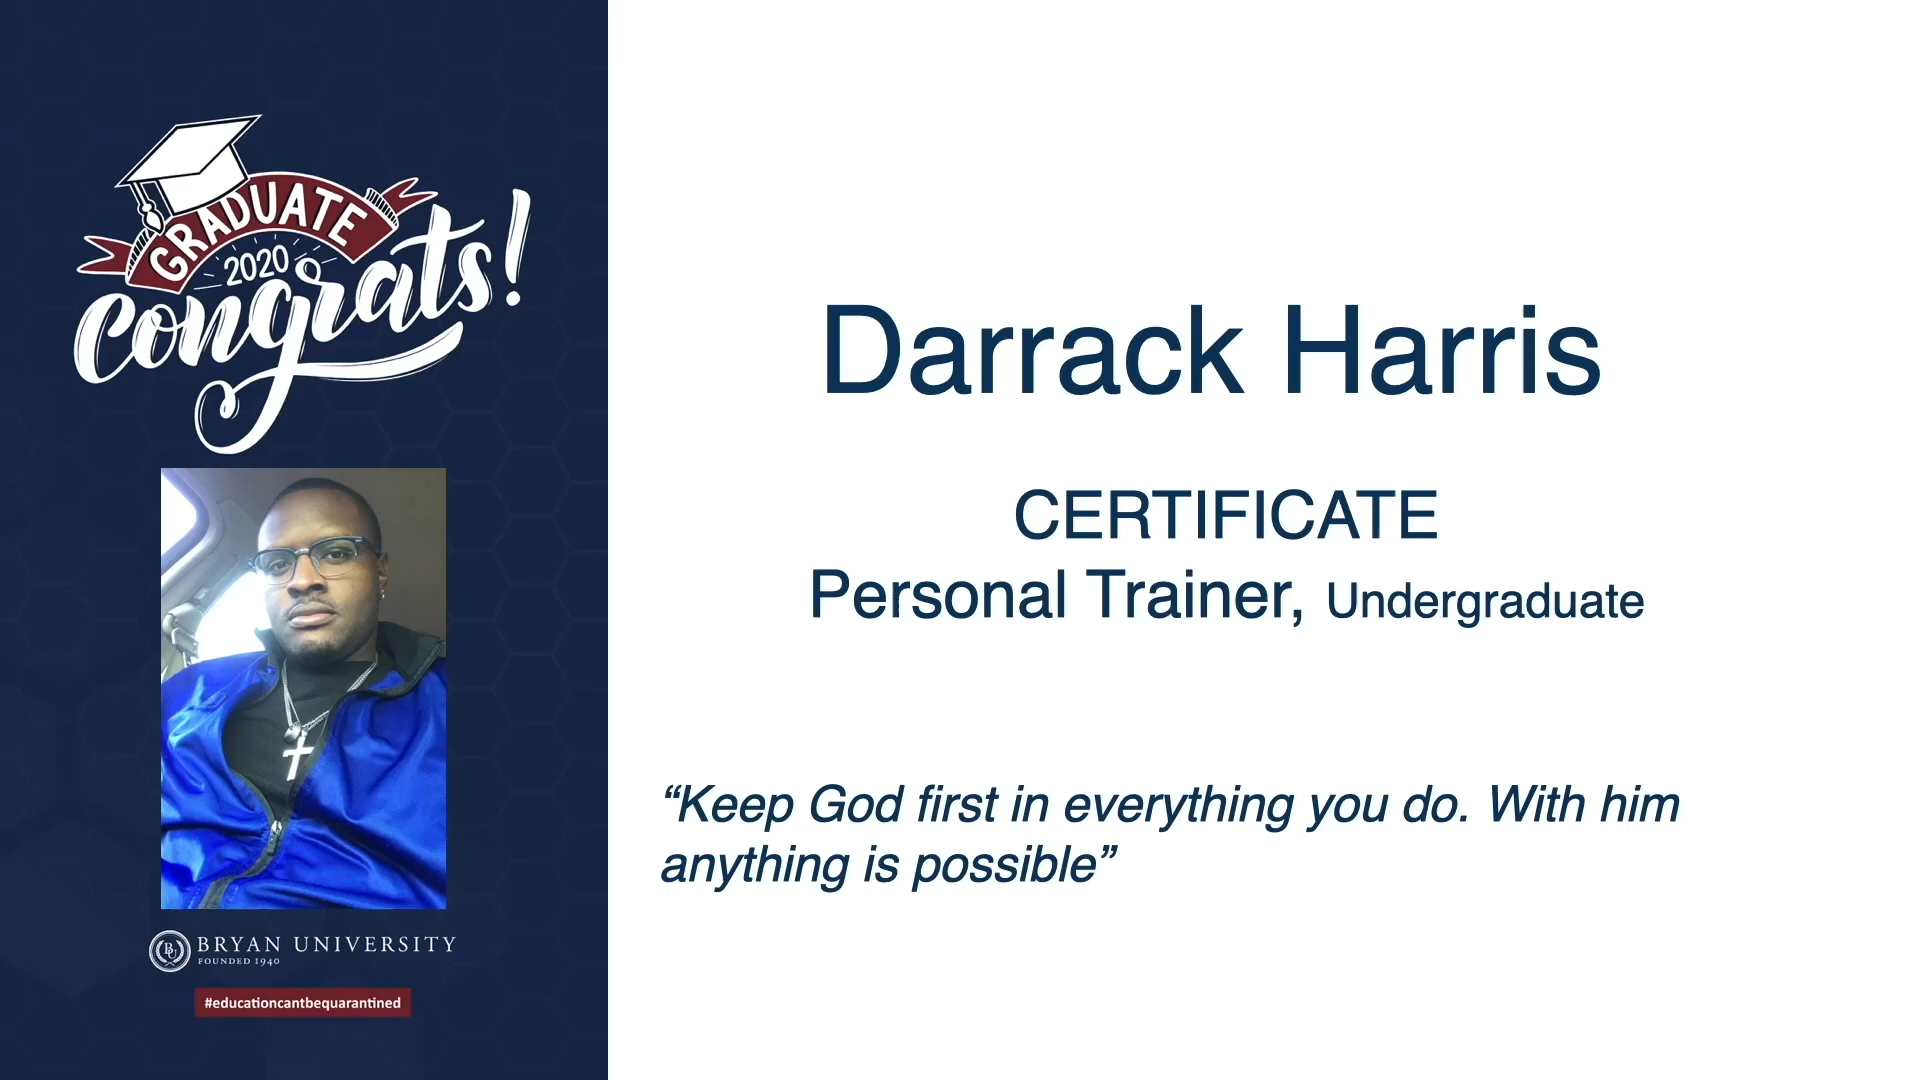 GRADUATE
2020
congrats!
BU
BRYAN UNIVERSITY
FOUNDED 1940
#educationcantbequarantined
Darrack Harris
CERTIFICATE
Personal Trainer, Undergraduate
“Keep God first in everything you do. With him
anything is possible”